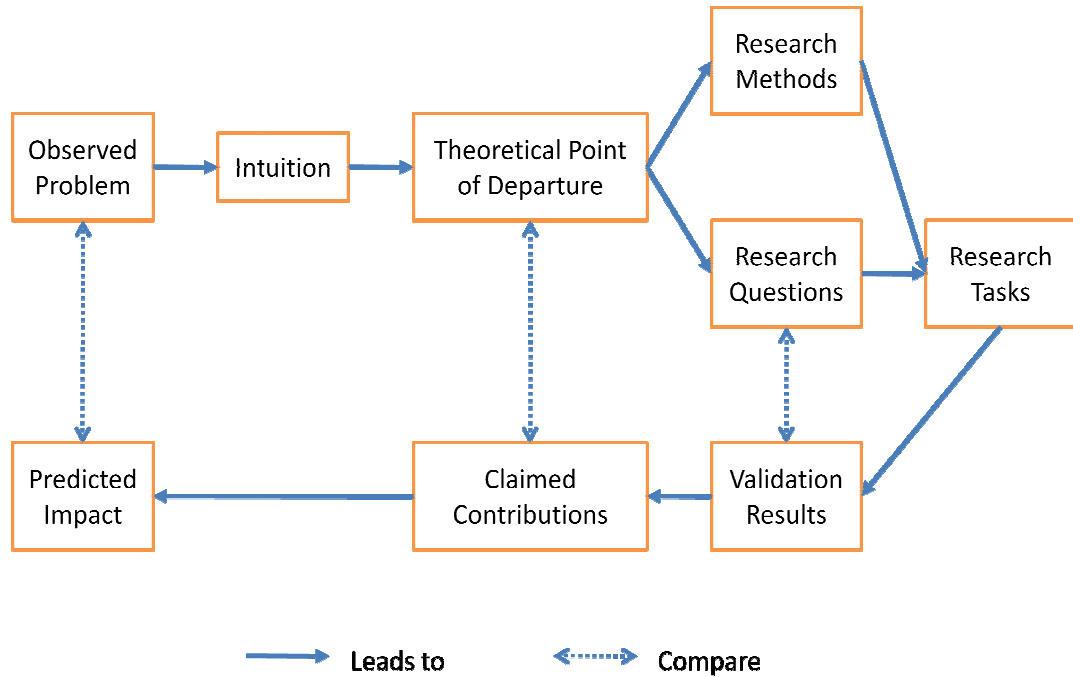 Research
Methods
Observed
Problem
Intuition
Theoretical Point
of Departure
Research
Questions
Research
Tasks
Predicted
Impact
Claimed
Contributions
Validation
Results
Leads to
Compare